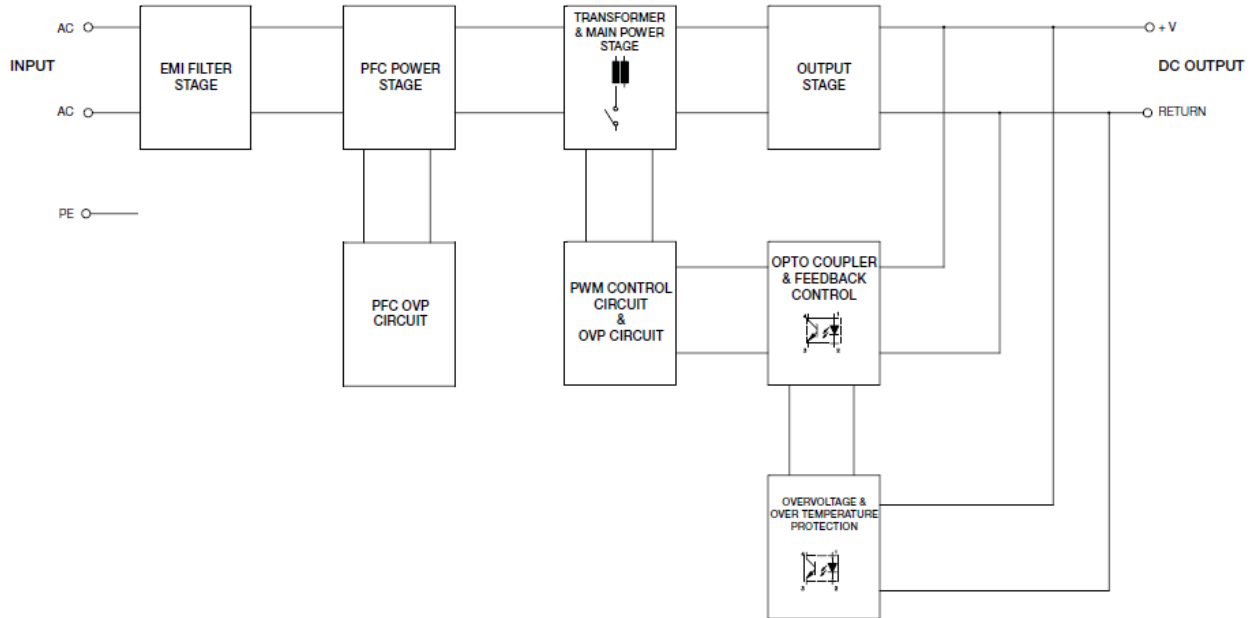 AC
INPUT
AC
PE
EMI FILTER
STAGE
PFC POWER
STAGE
TRANSFORMER
& MAIN POWER
STAGE
OUTPUT
STAGE
+ V
DC OUTPUT
RETURN
PFC OVP
CIRCUIT
PWM CONTROL
CIRCUIT
&
OVP CIRCUIT
OPTO COUPLER
& FEEDBACK
CONTROL
OVERVOLTAGE &
OVER TEMPERATURE
PROTECTION